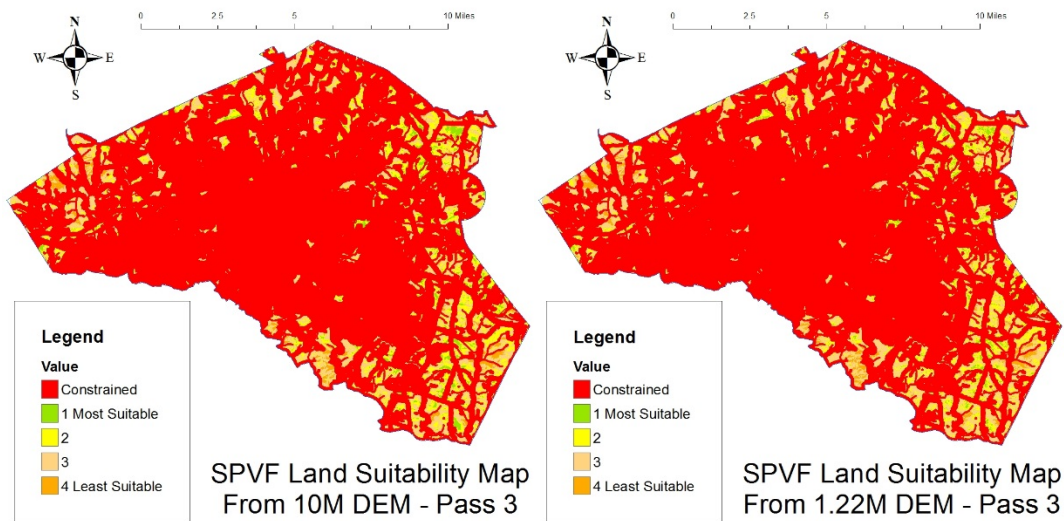 0 2.5 5 10 Miles
N
W E
S
Legend
Value
Constrained
1 Most Suitable
2
3
4 Least Suitable
SPVF Land Suitability Map
From 10M DEM - Pass 3
0 2.5 5 10 Miles
N
W E
S
Legend
Value
Constrained
1 Most Suitable
2
3
4 Least Suitable
SPVF Land Suitability Map
From 1.22M DEM - Pass 3